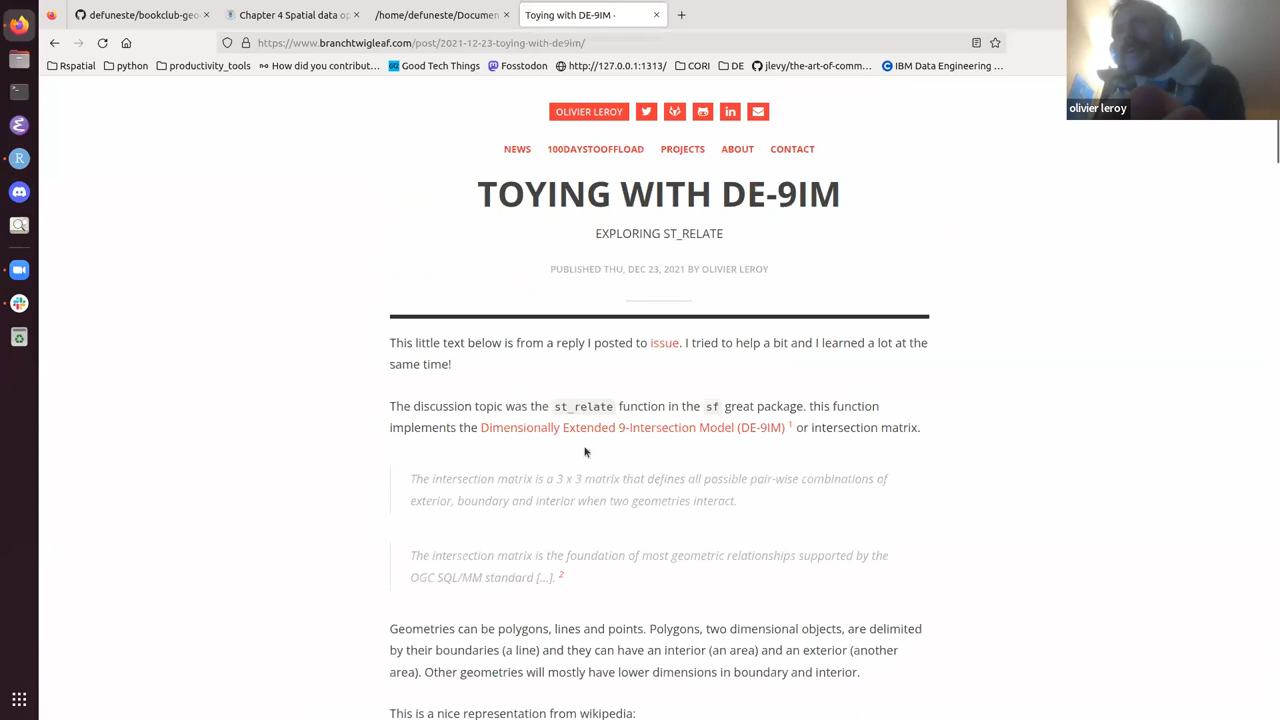 defuneste/bookclub-geo
Chapter 4 Spatial data op
/home/defuneste/Documen
Toying with DE-9IM ·
https://www.branchtwigleaf.com/post/2021-12-23-toying-with-de9im/
Rspatial
python
productivity_tools
How did you contribut…
Good Tech Things
Fosstodon
http://127.0.0.1:1313/
CORI
DE
jlevy/the-art-of-comm…
IBM Data Engineering …
olivier leroy
OLIVIER LEROY
NEWS
100DAYSTOOFFLOAD
PROJECTS
ABOUT
CONTACT
TOYING WITH DE-9IM
EXPLORING ST_RELATE
PUBLISHED THU, DEC 23, 2021 BY OLIVIER LEROY
This little text below is from a reply I posted to issue. I tried to help a bit and I learned a lot at the
same time!
The discussion topic was the st_relate function in the sf great package. this function
implements the Dimensionally Extended 9-Intersection Model (DE-9IM) 1 or intersection matrix.
The intersection matrix is a 3 x 3 matrix that defines all possible pair-wise combinations of
exterior, boundary and interior when two geometries interact.
The intersection matrix is the foundation of most geometric relationships supported by the
OGC SQL/MM standard […]. 2
Geometries can be polygons, lines and points. Polygons, two dimensional objects, are delimited
by their boundaries (a line) and they can have an interior (an area) and an exterior (another
area). Other geometries will mostly have lower dimensions in boundary and interior.
This is a nice representation from wikipedia: